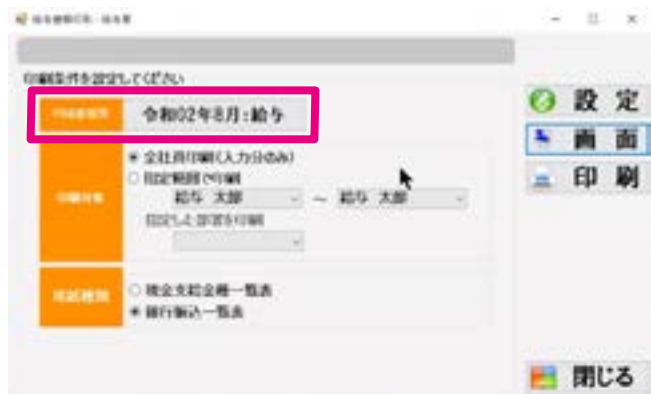 印刷条件を設定してください
令和02年8月:給与
全社員印刷(入力分のみ)
指定範囲で印刷
給与 太郎 ～ 給与 太郎
指定した部署を印刷
現金支給金種一覧表
銀行振込一覧表
設定
画面
印刷
閉じる